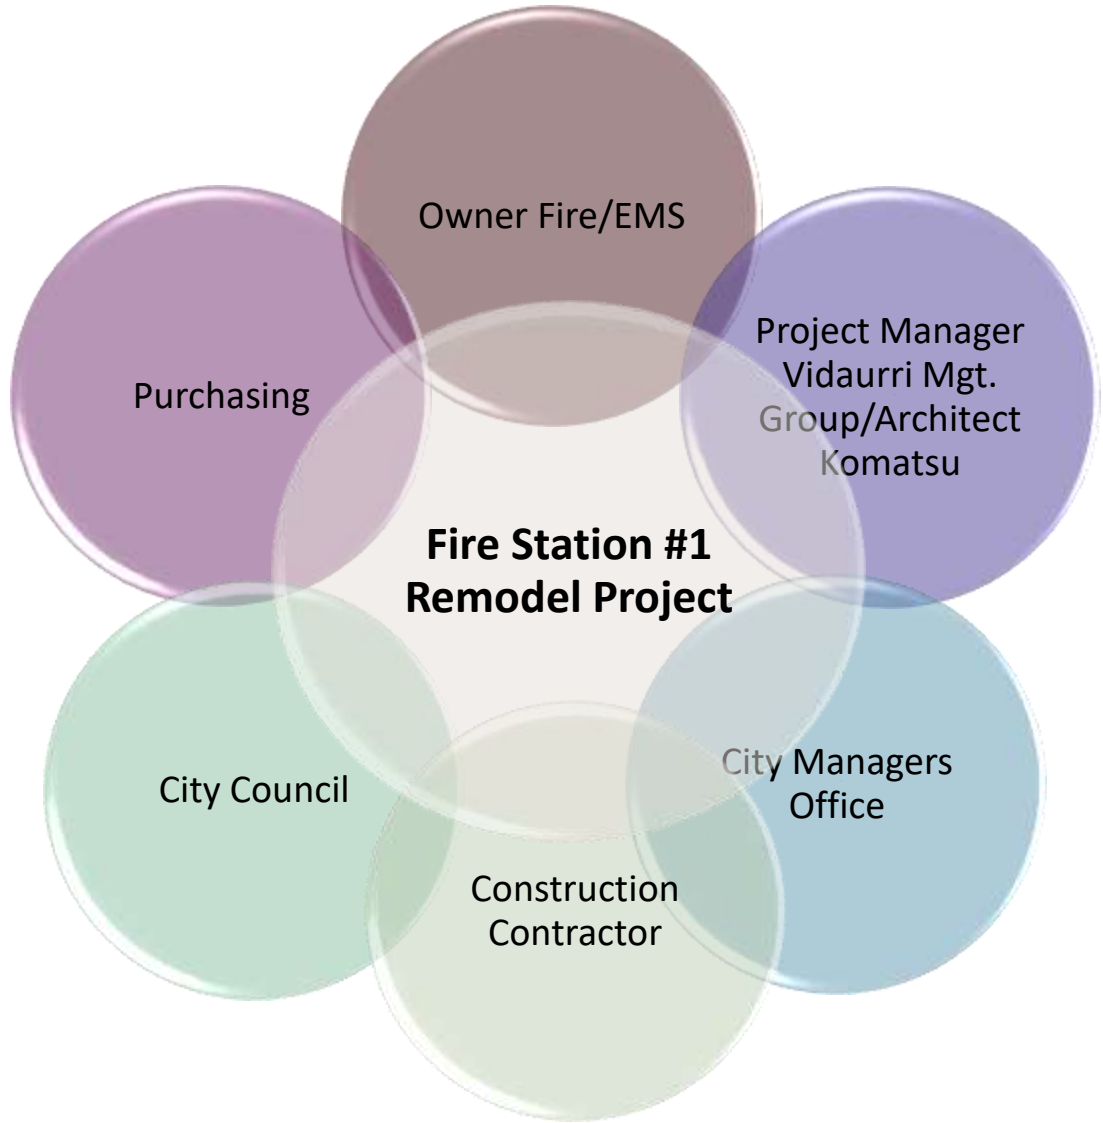 Owner Fire/EMS
Project Manager
Vidaurri Mgt.
Group/Architect
Komatsu
Purchasing
Fire Station #1
Remodel Project
City Managers
Office
City Council
Construction
Contractor